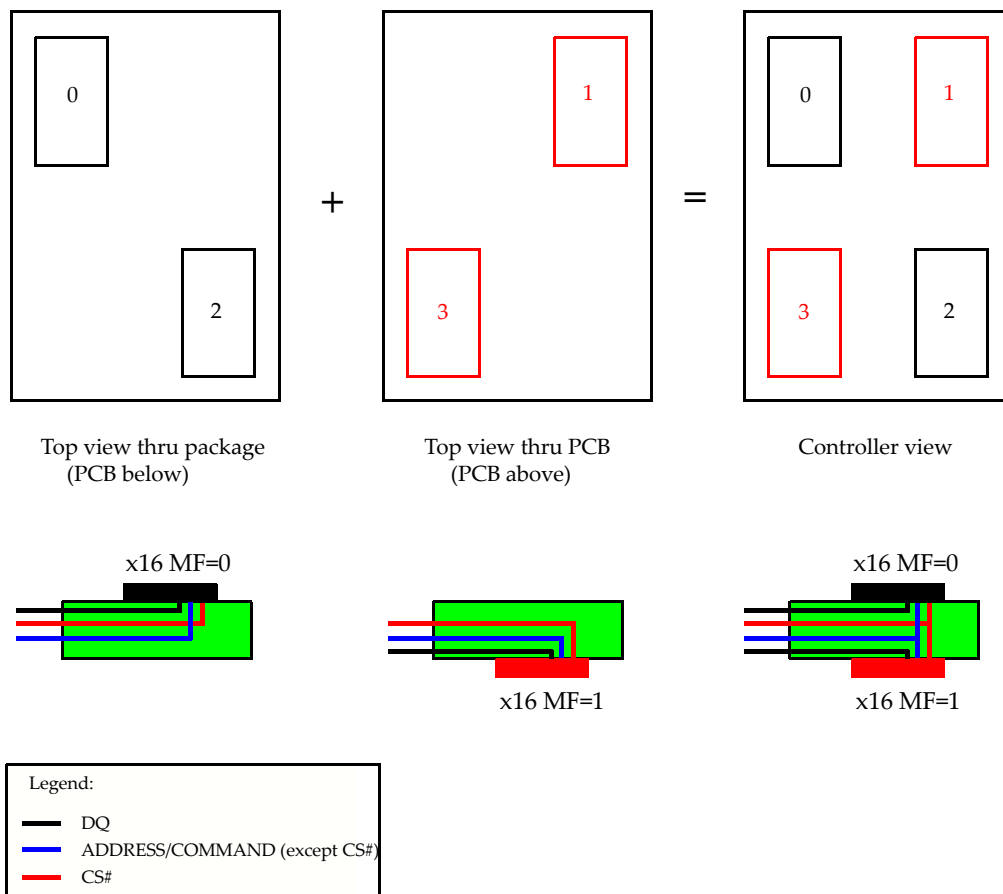 0
1
0
1
+
=
2
3
3
2
Top view thru package
(PCB below)
Top view thru PCB
(PCB above)
Controller view
x16 MF=0
x16 MF=0
x16 MF=1
x16 MF=1
Legend:
DQ
ADDRESS/COMMAND (except CS#)
CS#